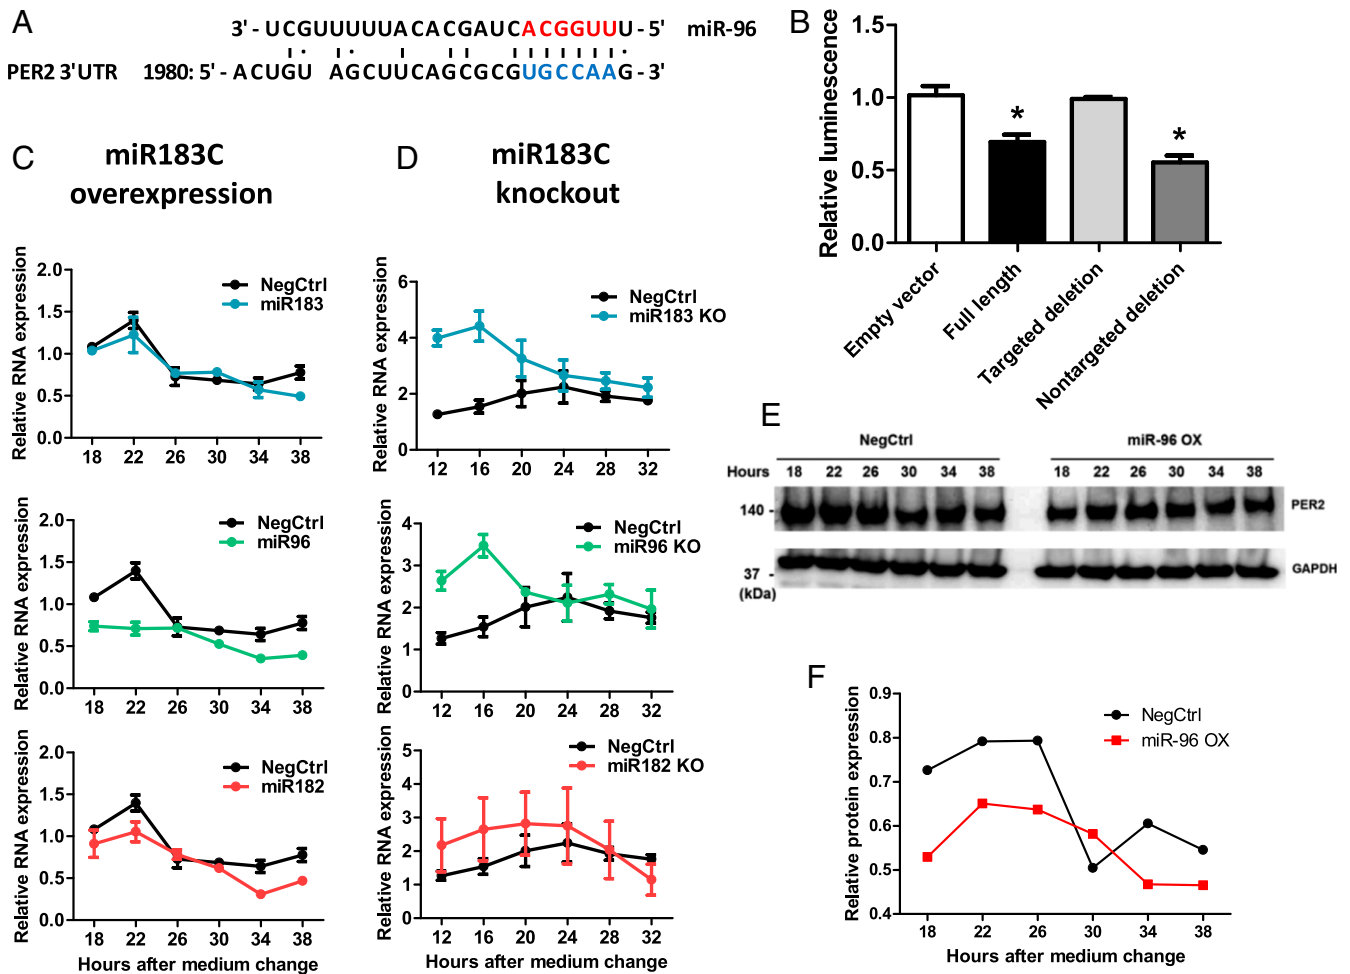 A
3' - UCGUUUUUACACGAUCACGGUUU - 5' miR-96
PER2 3'UTR 1980: 5' - ACUGU AGCUUCAGCGCGUGCCAAG - 3'
B
Relative luminescence
1.5
1.0
0.5
0.0
*
*
Empty vector
Full length
Targeted deletion
Nontargeted deletion
C
miR183C
overexpression
Relative RNA expression
2.0
1.5
1.0
0.5
0.0
NegCtrl
miR183
18 22 26 30 34 38
Relative RNA expression
2.0
1.5
1.0
0.5
0.0
NegCtrl
miR96
18 22 26 30 34 38
Relative RNA expression
2.0
1.5
1.0
0.5
0.0
NegCtrl
miR182
18 22 26 30 34 38
Hours after medium change
D
miR183C
knockout
Relative RNA expression
6
4
2
0
NegCtrl
miR183 KO
12 16 20 24 28 32
Relative RNA expression
4
3
2
1
0
NegCtrl
miR96 KO
12 16 20 24 28 32
Relative RNA expression
5
4
3
2
1
0
NegCtrl
miR182 KO
12 16 20 24 28 32
Hours after medium change
E
NegCtrl miR-96 OX
Hours 18 22 26 30 34 38 18 22 26 30 34 38
140 - PER2
37 - GAPDH
(kDa)
F
Relative protein expression
0.9
0.8
0.7
0.6
0.5
0.4
NegCtrl
miR-96 OX
18 22 26 30 34 38
Hours after medium change